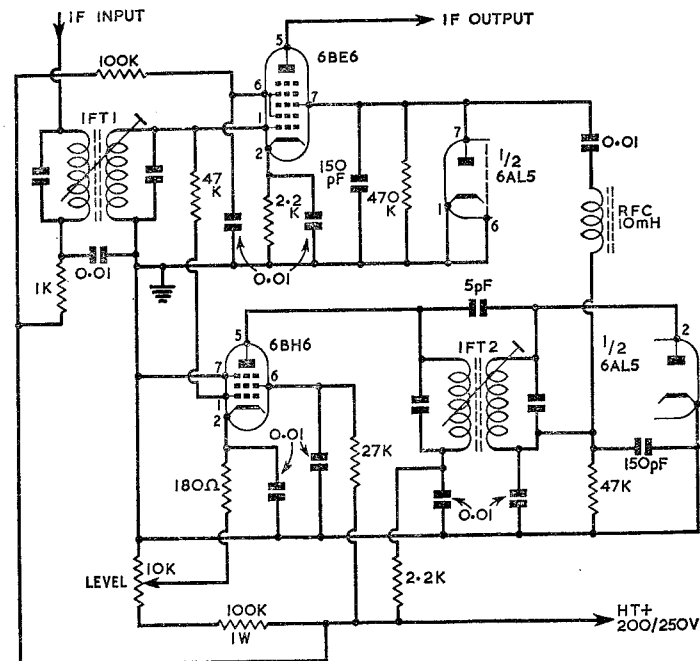 IF INPUT
IF OUTPUT
100K
5
6BE6
6
7
1
2
IFT1
47
K
2.2
K
150
pF
470K
7
1/2
6AL5
1
6
0.01
RFC
10mH
0.01
0.01
1K
5pF
5
6BH6
7
6
1
2
IFT2
2
1/2
6AL5
0.01
27K
180Ω
0.01
150pF
47K
10K
LEVEL
2.2K
100K
1W
HT+
200/250V